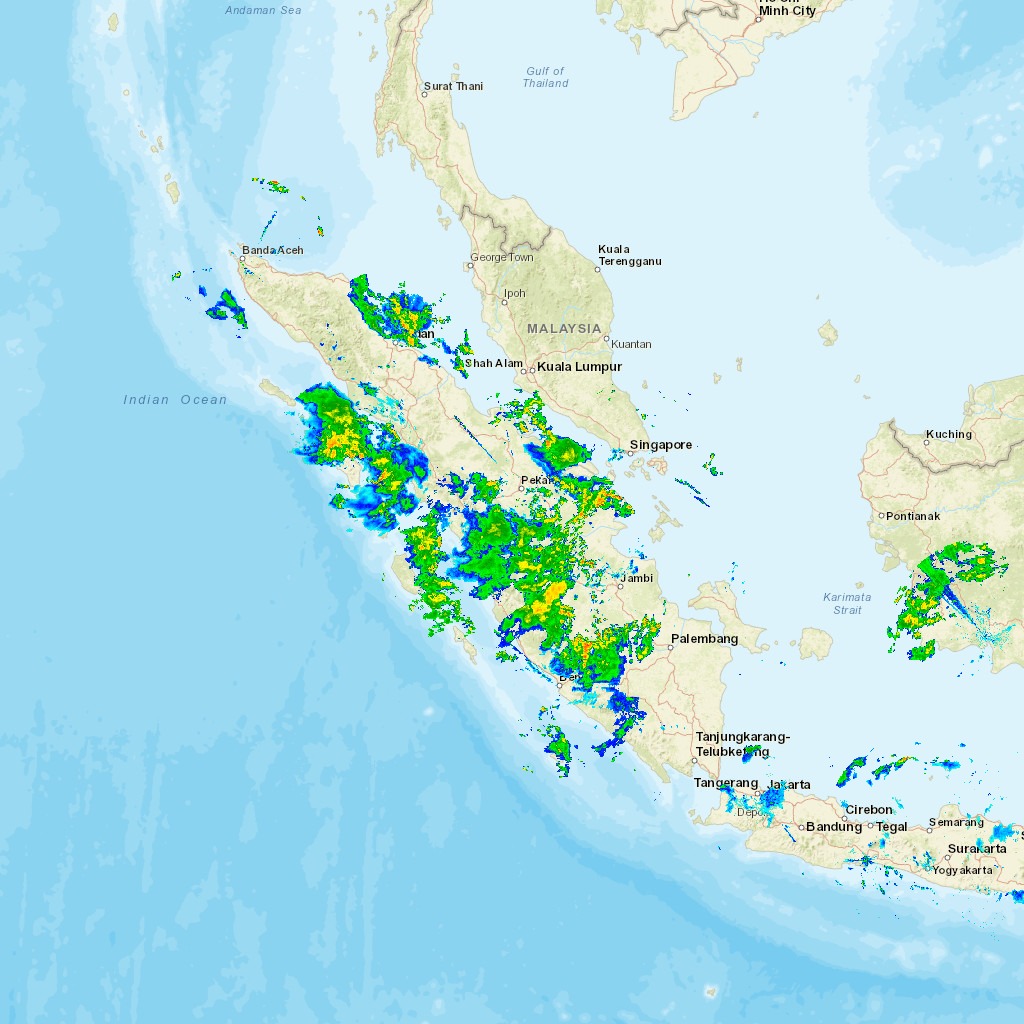 Andaman Sea
Minh City
Gulf of
Thailand
Surat Thani
Banda Aceh
George Town
Kuala
Terengganu
Ipoh
MALAYSIA
Kuantan
Shah Alam
Kuala Lumpur
Indian Ocean
Singapore
Kuching
Pontianak
Jambi
Karimata
Strait
Palembang
Tanjungkarang-
Tangerang
Jakarta
Cirebon
Bandung
Tegal
Semarang
Surakarta
Yogyakarta